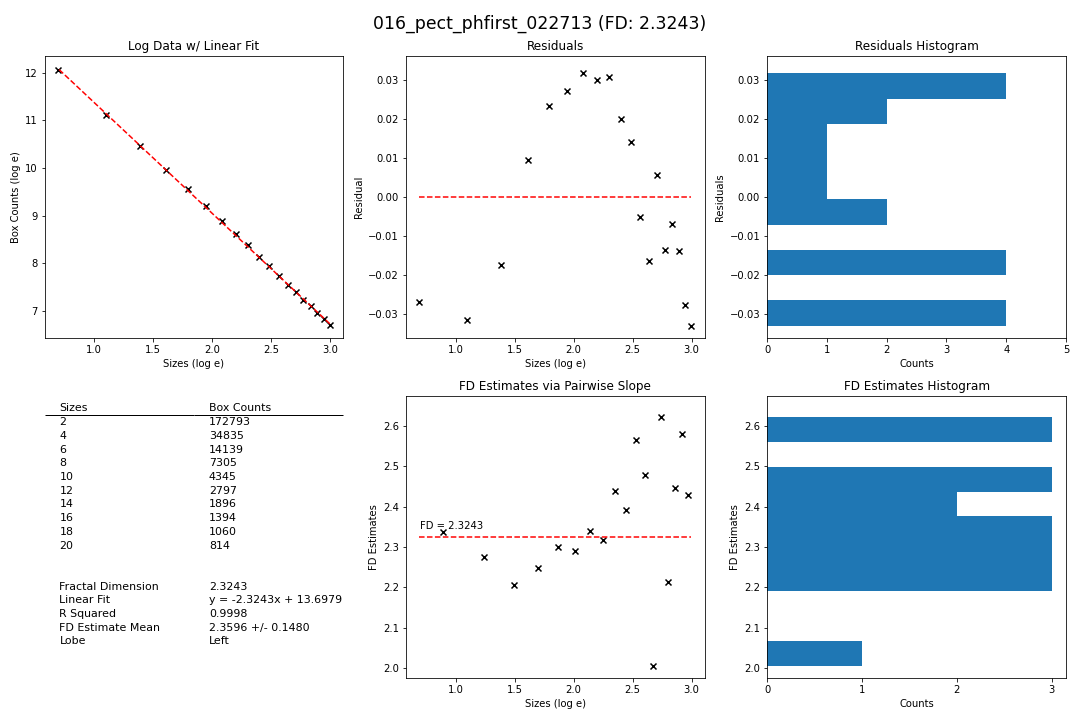 016_pect_phfirst_022713 (FD: 2.3243)
Log Data w/ Linear Fit
12
11
10
9
8
7
Box Counts (log e)
1.0 1.5 2.0 2.5 3.0
Sizes (log e)
Residuals
0.03
0.02
0.01
0.00
−0.01
−0.02
−0.03
Residual
1.0 1.5 2.0 2.5 3.0
Sizes (log e)
Residuals Histogram
0.03
0.02
0.01
0.00
−0.01
−0.02
−0.03
Residuals
0 1 2 3 4 5
Counts
Sizes Box Counts
2 172793
4 34835
6 14139
8 7305
10 4345
12 2797
14 1896
16 1394
18 1060
20 814
Fractal Dimension 2.3243
Linear Fit y = -2.3243x + 13.6979
R Squared 0.9998
FD Estimate Mean 2.3596 +/- 0.1480
Lobe Left
FD Estimates via Pairwise Slope
2.6
2.5
2.4
2.3
2.2
2.1
2.0
FD Estimates
FD = 2.3243
1.0 1.5 2.0 2.5 3.0
Sizes (log e)
FD Estimates Histogram
2.6
2.5
2.4
2.3
2.2
2.1
2.0
FD Estimates
0 1 2 3
Counts